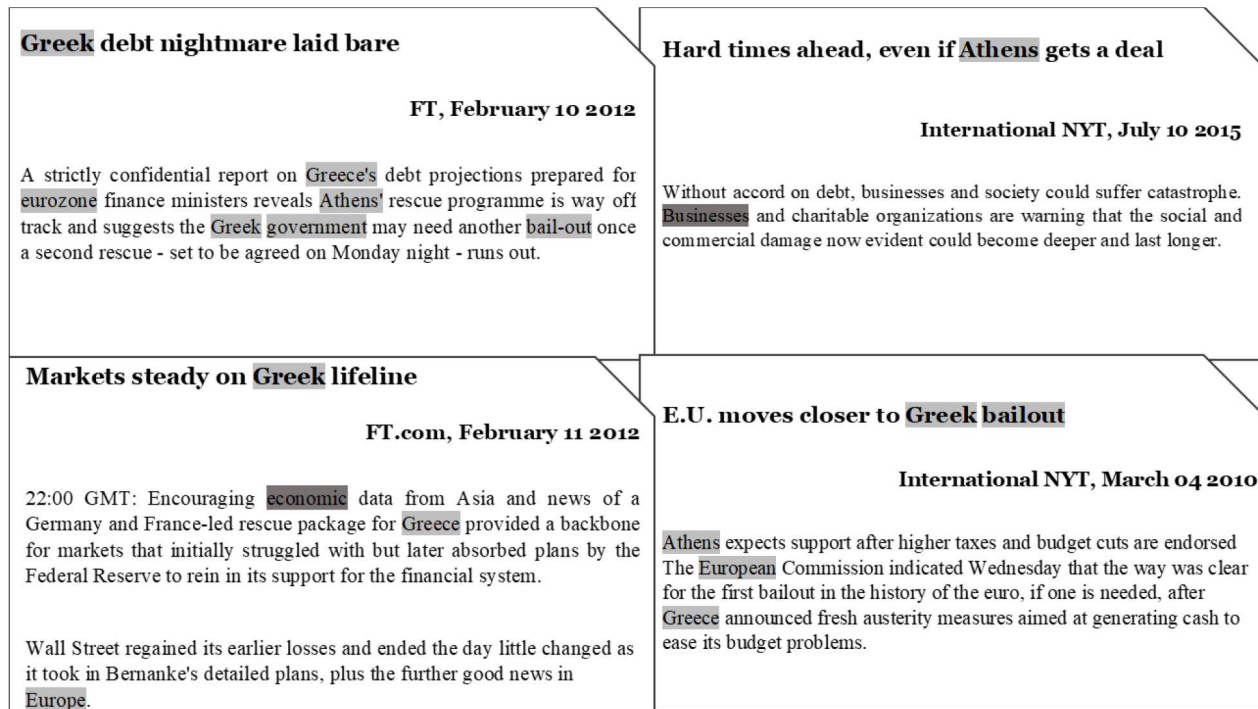 Greek debt nightmare laid bare
FT, February 10 2012
A strictly confidential report on Greece's debt projections prepared for
eurozone finance ministers reveals Athens' rescue programme is way off
track and suggests the Greek government may need another bail-out once
a second rescue - set to be agreed on Monday night - runs out.
Hard times ahead, even if Athens gets a deal
International NYT, July 10 2015
Without accord on debt, businesses and society could suffer catastrophe.
Businesses and charitable organizations are warning that the social and
commercial damage now evident could become deeper and last longer.
Markets steady on Greek lifeline
FT.com, February 11 2012
22:00 GMT: Encouraging economic data from Asia and news of a
Germany and France-led rescue package for Greece provided a backbone
for markets that initially struggled with but later absorbed plans by the
Federal Reserve to rein in its support for the financial system.
Wall Street regained its earlier losses and ended the day little changed as
it took in Bernanke's detailed plans, plus the further good news in
Europe.
E.U. moves closer to Greek bailout
International NYT, March 04 2010
Athens expects support after higher taxes and budget cuts are endorsed
The European Commission indicated Wednesday that the way was clear
for the first bailout in the history of the euro, if one is needed, after
Greece announced fresh austerity measures aimed at generating cash to
ease its budget problems.